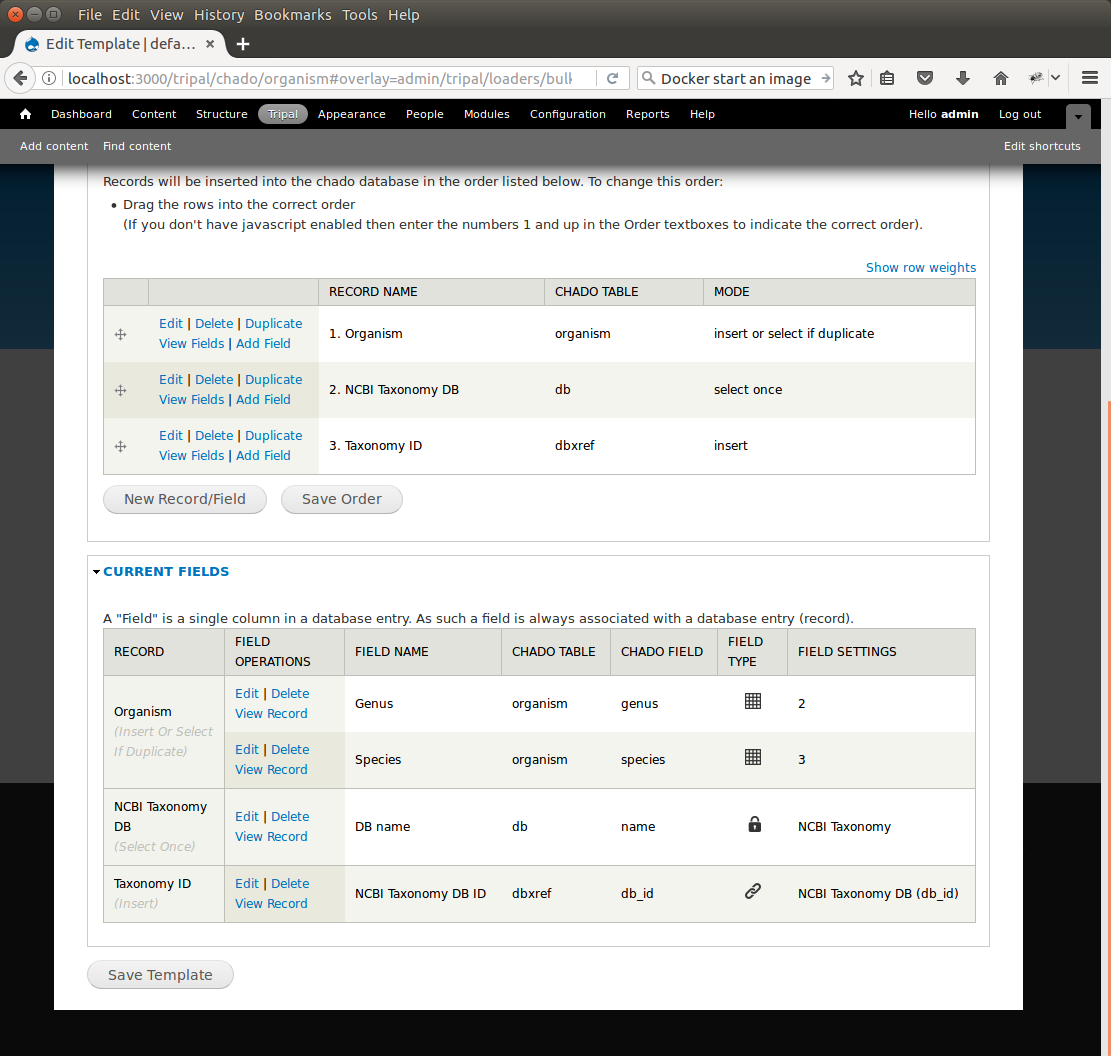 File Edit View History Bookmarks Tools Help
Edit Template | defa...
localhost:3000/tripal/chado/organism#overlay=admin/tripal/loaders/bulk
Docker start an image
Dashboard Content Structure Tripal Appearance People Modules Configuration Reports Help Hello admin Log out
Add content Find content Edit shortcuts
Records will be inserted into the chado database in the order listed below. To change this order:
• Drag the rows into the correct order
(If you don't have javascript enabled then enter the numbers 1 and up in the Order textboxes to indicate the correct order).
Show row weights
RECORD NAME CHADO TABLE MODE
Edit | Delete | Duplicate
View Fields | Add Field
1. Organism organism insert or select if duplicate
Edit | Delete | Duplicate
View Fields | Add Field
2. NCBI Taxonomy DB db select once
Edit | Delete | Duplicate
View Fields | Add Field
3. Taxonomy ID dbxref insert
New Record/Field Save Order
CURRENT FIELDS
A "Field" is a single column in a database entry. As such a field is always associated with a database entry (record).
RECORD
FIELD
OPERATIONS
FIELD NAME CHADO TABLE CHADO FIELD
FIELD
TYPE
FIELD SETTINGS
Organism
(Insert Or Select
If Duplicate)
Edit | Delete
View Record
Genus organism genus 2
Edit | Delete
View Record
Species organism species 3
NCBI Taxonomy
DB
(Select Once)
Edit | Delete
View Record
DB name db name NCBI Taxonomy
Taxonomy ID
(Insert)
Edit | Delete
View Record
NCBI Taxonomy DB ID dbxref db_id NCBI Taxonomy DB (db_id)
Save Template